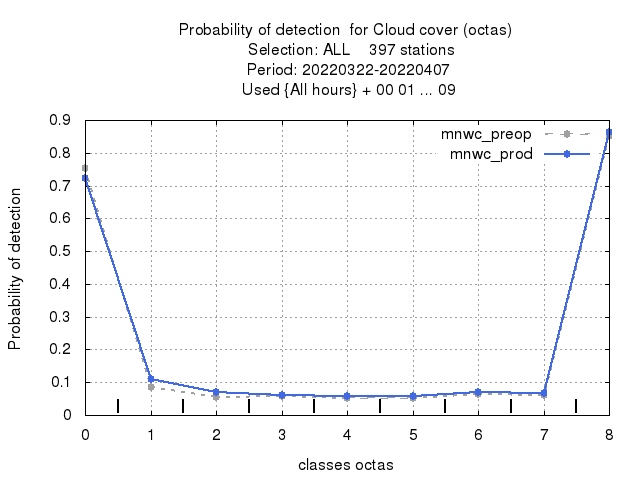 Probability of detection  for Cloud cover (octas)
Selection: ALL    397 stations
Period: 20220322-20220407
Used {All hours} + 00 01 ... 09
mnwc_preop
mnwc_prod
Probability of detection
0.9
0.8
0.7
0.6
0.5
0.4
0.3
0.2
0.1
0
0 1 2 3 4 5 6 7 8
classes octas